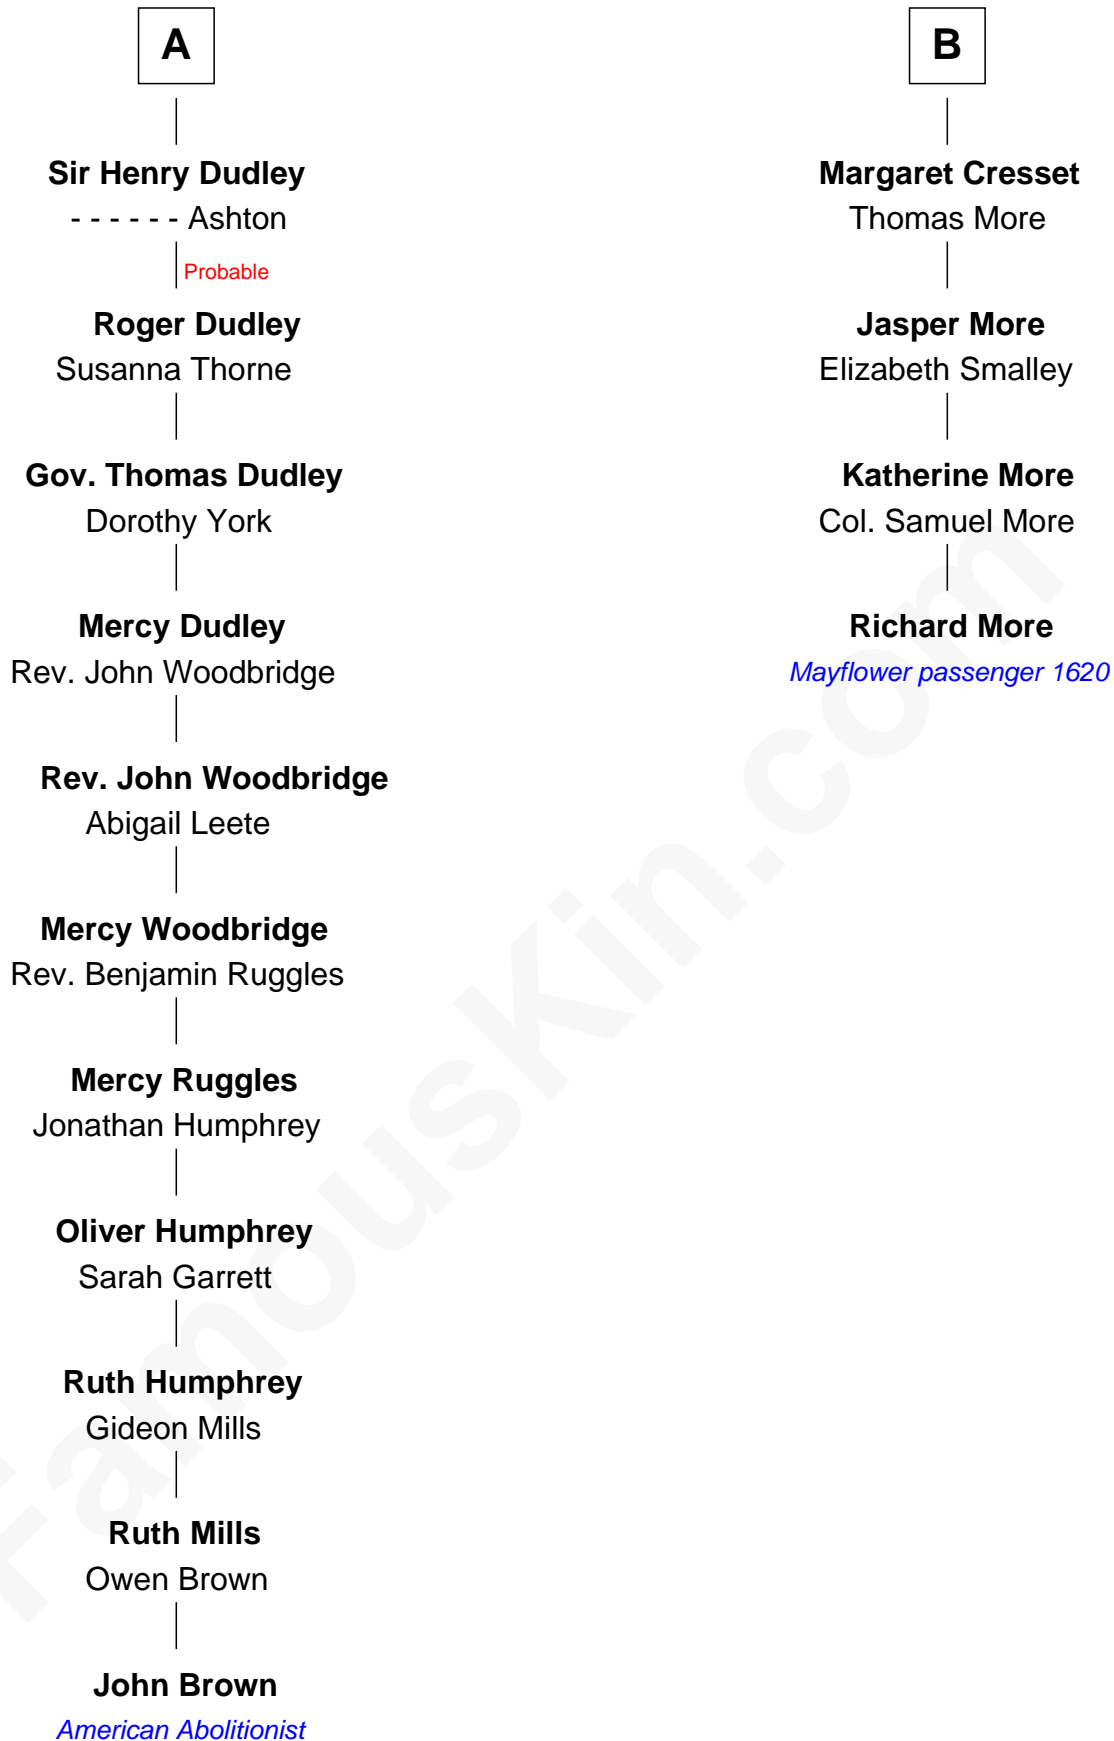 A
Sir Henry Dudley
- - - - - - Ashton
Probable
Roger Dudley
Susanna Thorne
Gov. Thomas Dudley
Dorothy York
Mercy Dudley
Rev. John Woodbridge
Rev. John Woodbridge
Abigail Leete
Mercy Woodbridge
Rev. Benjamin Ruggles
Mercy Ruggles
Jonathan Humphrey
Oliver Humphrey
Sarah Garrett
Ruth Humphrey
Gideon Mills
Ruth Mills
Owen Brown
John Brown
American Abolitionist
B
Margaret Cresset
Thomas More
Jasper More
Elizabeth Smalley
Katherine More
Col. Samuel More
Richard More
Mayflower passenger 1620
FamousKin.com